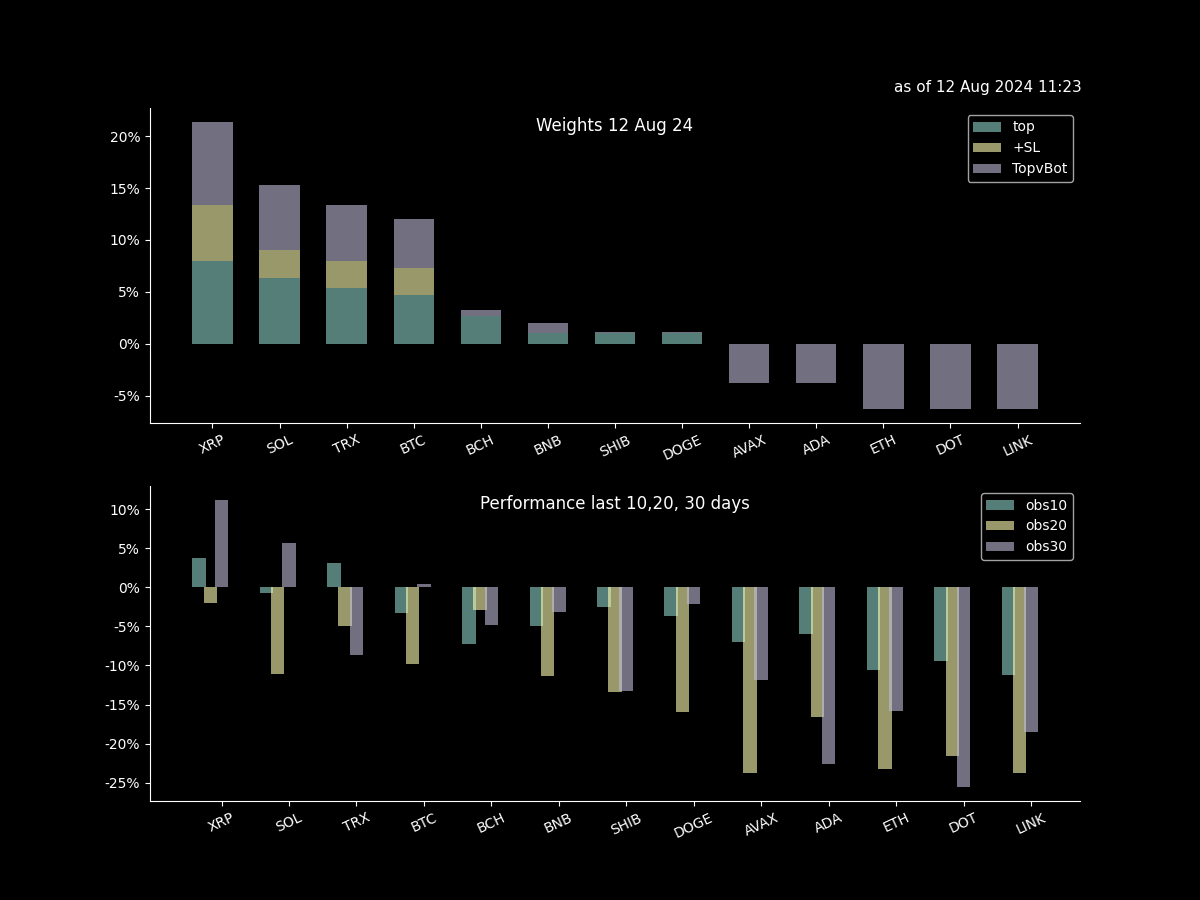 as of 12 Aug 2024 11:23
Weights 12 Aug 24
top
+SL
TopvBot
20%
15%
10%
5%
0%
-5%
XRP SOL TRX BTC BCH BNB SHIB DOGE AVAX ADA ETH DOT LINK
Performance last 10,20, 30 days
obs10
obs20
obs30
10%
5%
0%
-5%
-10%
-15%
-20%
-25%
XRP SOL TRX BTC BCH BNB SHIB DOGE AVAX ADA ETH DOT LINK